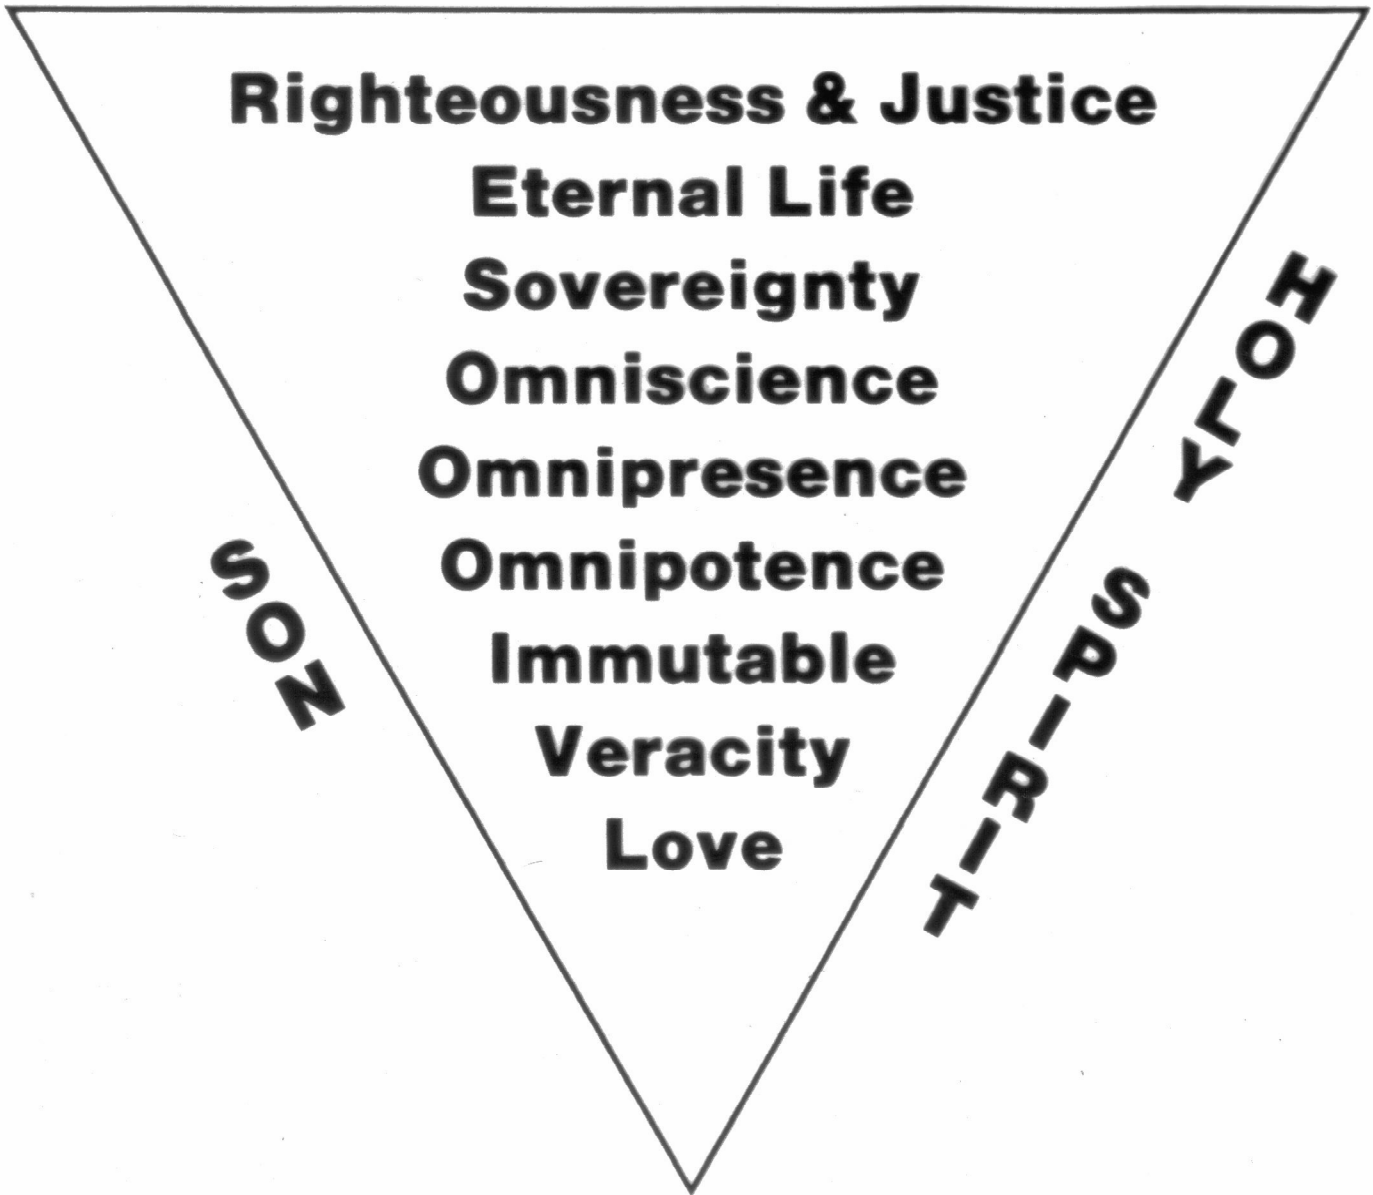 Righteousness & Justice
Eternal Life
Sovereignty
Omniscience
Omnipresence
Omnipotence
Immutable
Veracity
Love
SON
HOLY SPIRIT